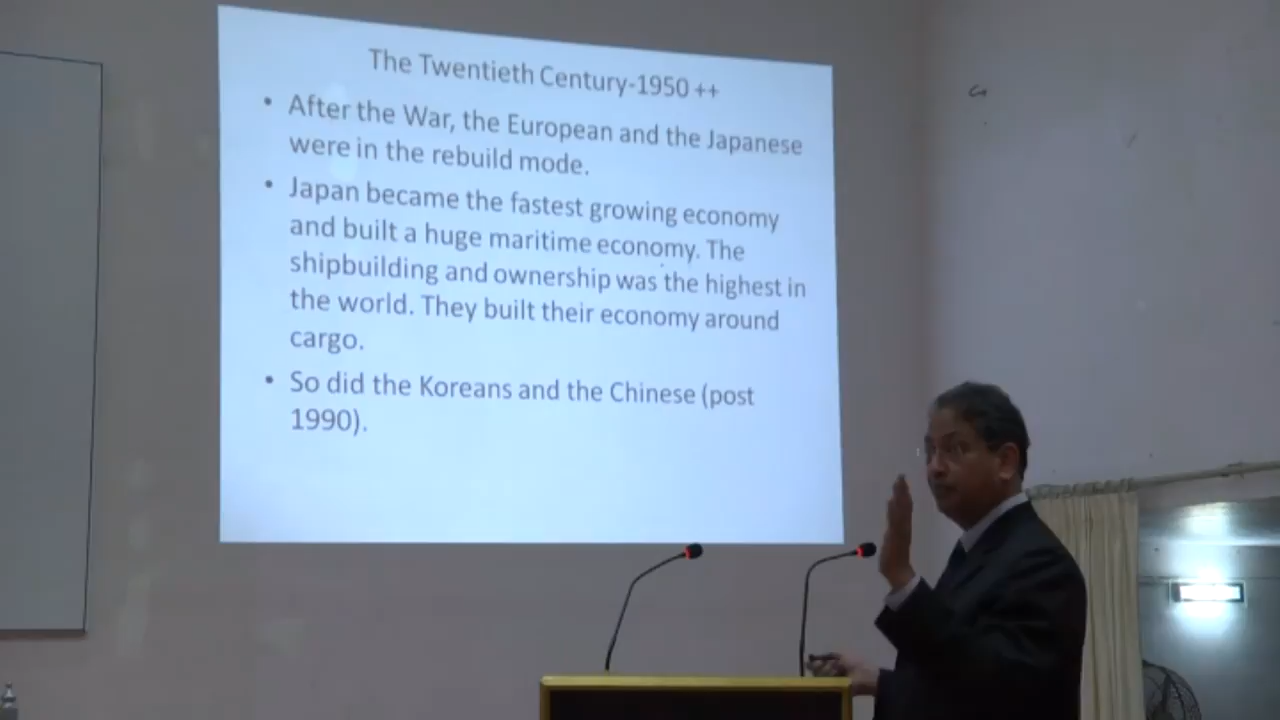 The Twentieth Century-1950 ++
• After the War, the European and the Japanese
were in the rebuild mode.
• Japan became the fastest growing economy
and built a huge maritime economy. The
shipbuilding and ownership was the highest in
the world. They built their economy around
cargo.
• So did the Koreans and the Chinese (post
1990).